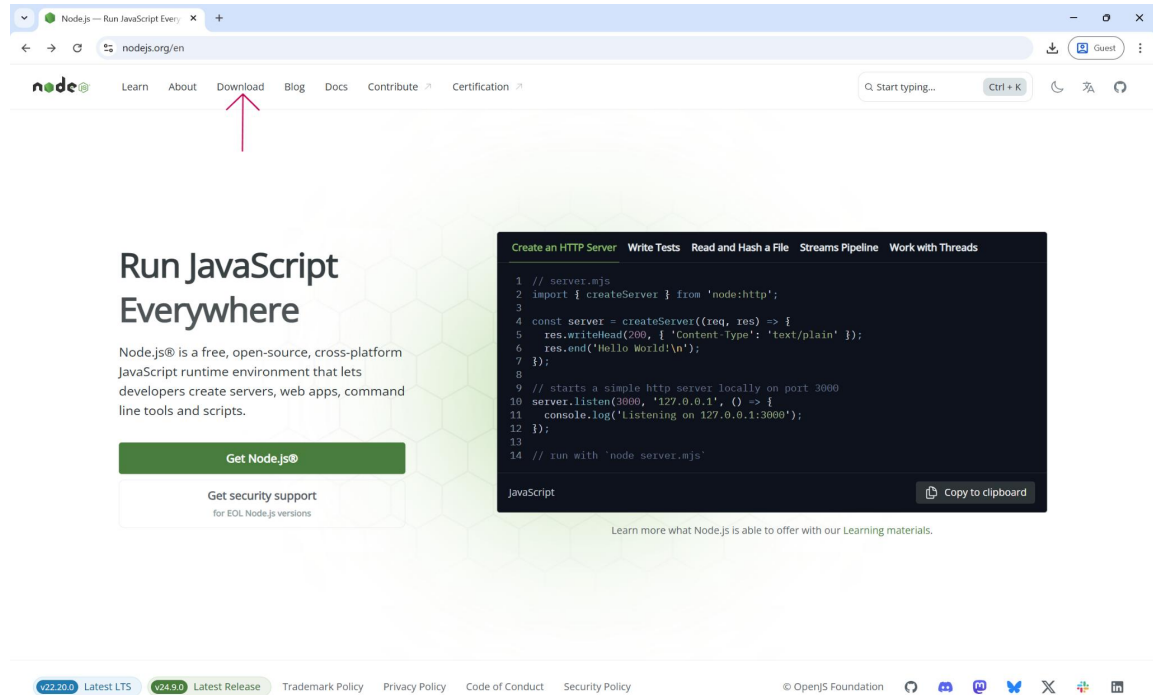 Node.js — Run JavaScript Every
nodejs.org/en
Guest
node
Learn About Download Blog Docs Contribute Certification
Start typing... Ctrl + K
Run JavaScript
Everywhere
Node.js® is a free, open-source, cross-platform
JavaScript runtime environment that lets
developers create servers, web apps, command
line tools and scripts.
Get Node.js®
Get security support
for EOL Node.js versions
Create an HTTP Server Write Tests Read and Hash a File Streams Pipeline Work with Threads
1 // server.mjs
2 import { createServer } from 'node:http';
3
4 const server = createServer((req, res) => {
5   res.writeHead(200, { 'Content-Type': 'text/plain' });
6   res.end('Hello World!\n');
7 });
8
9 // starts a simple http server locally on port 3000
10 server.listen(3000, '127.0.0.1', () => {
11   console.log('Listening on 127.0.0.1:3000');
12 });
13
14 // run with `node server.mjs`
JavaScript Copy to clipboard
Learn more what Node.js is able to offer with our Learning materials.
v22.20.0 Latest LTS v24.9.0 Latest Release Trademark Policy Privacy Policy Code of Conduct Security Policy © OpenJS Foundation